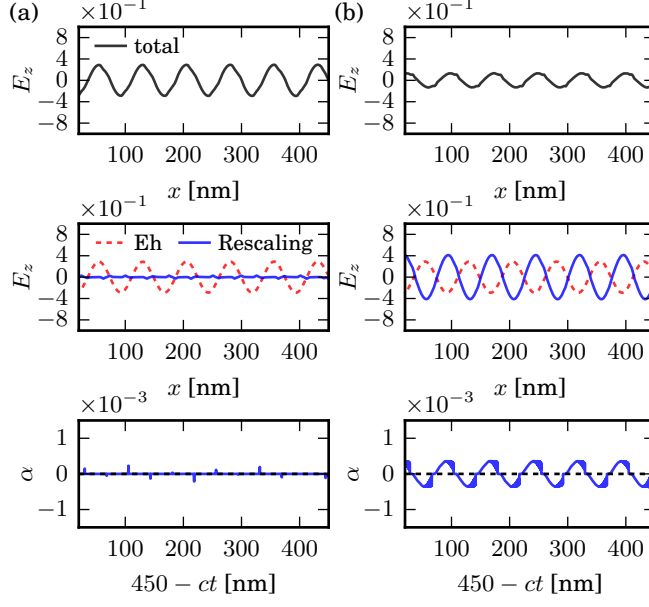 (a) (b)
×10⁻¹ ×10⁻¹
8
4
0
−4
−8
E_z
total
100 200 300 400
x [nm]
8
4
0
−4
−8
E_z
100 200 300 400
x [nm]
×10⁻¹ ×10⁻¹
8
4
0
−4
−8
E_z
Eh Rescaling
100 200 300 400
x [nm]
8
4
0
−4
−8
E_z
100 200 300 400
x [nm]
×10⁻³ ×10⁻³
1
0
−1
α
100 200 300 400
450 − ct [nm]
1
0
−1
α
100 200 300 400
450 − ct [nm]